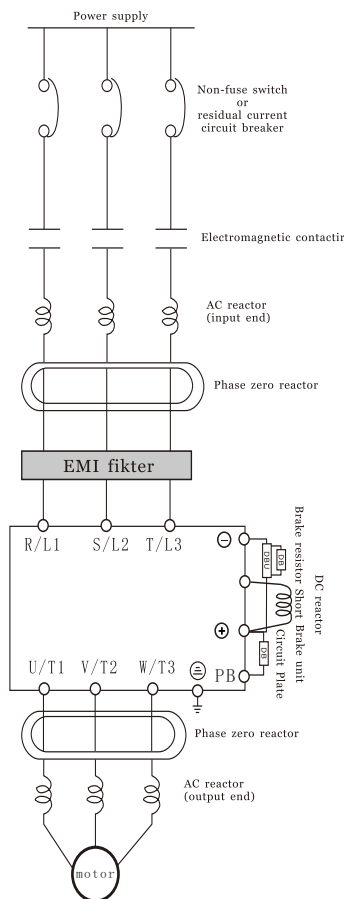 Power supply
Non-fuse switch
or
residual current
circuit breaker
Electromagnetic contactir
AC reactor
(input end)
Phase zero reactor
EMI fikter
R/L1 S/L2 T/L3
DBU
DB
Brake resistor Short Brake unit
DC reactor
Circuit Plate
DB
U/T1 V/T2 W/T3
PB
Phase zero reactor
AC reactor
(output end)
motor